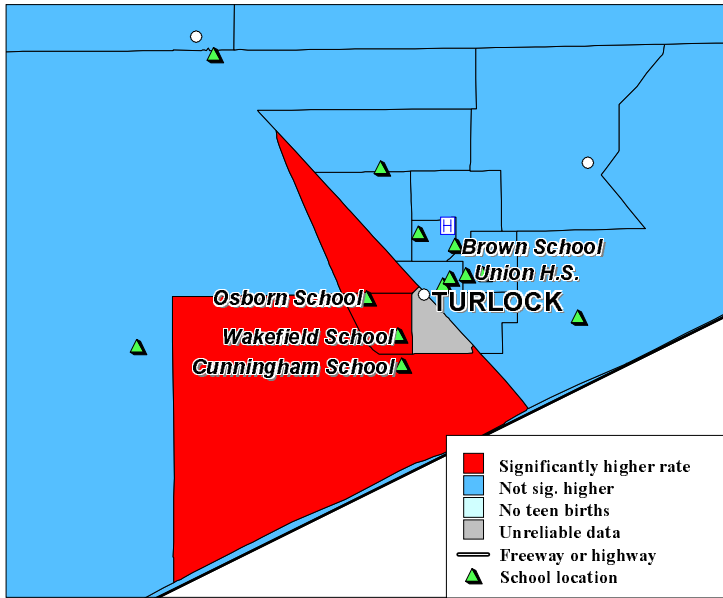 H
Brown School
Union H.S.
Osborn School
TURLOCK
Wakefield School
Cunningham School
Significantly higher rate
Not sig. higher
No teen births
Unreliable data
Freeway or highway
School location